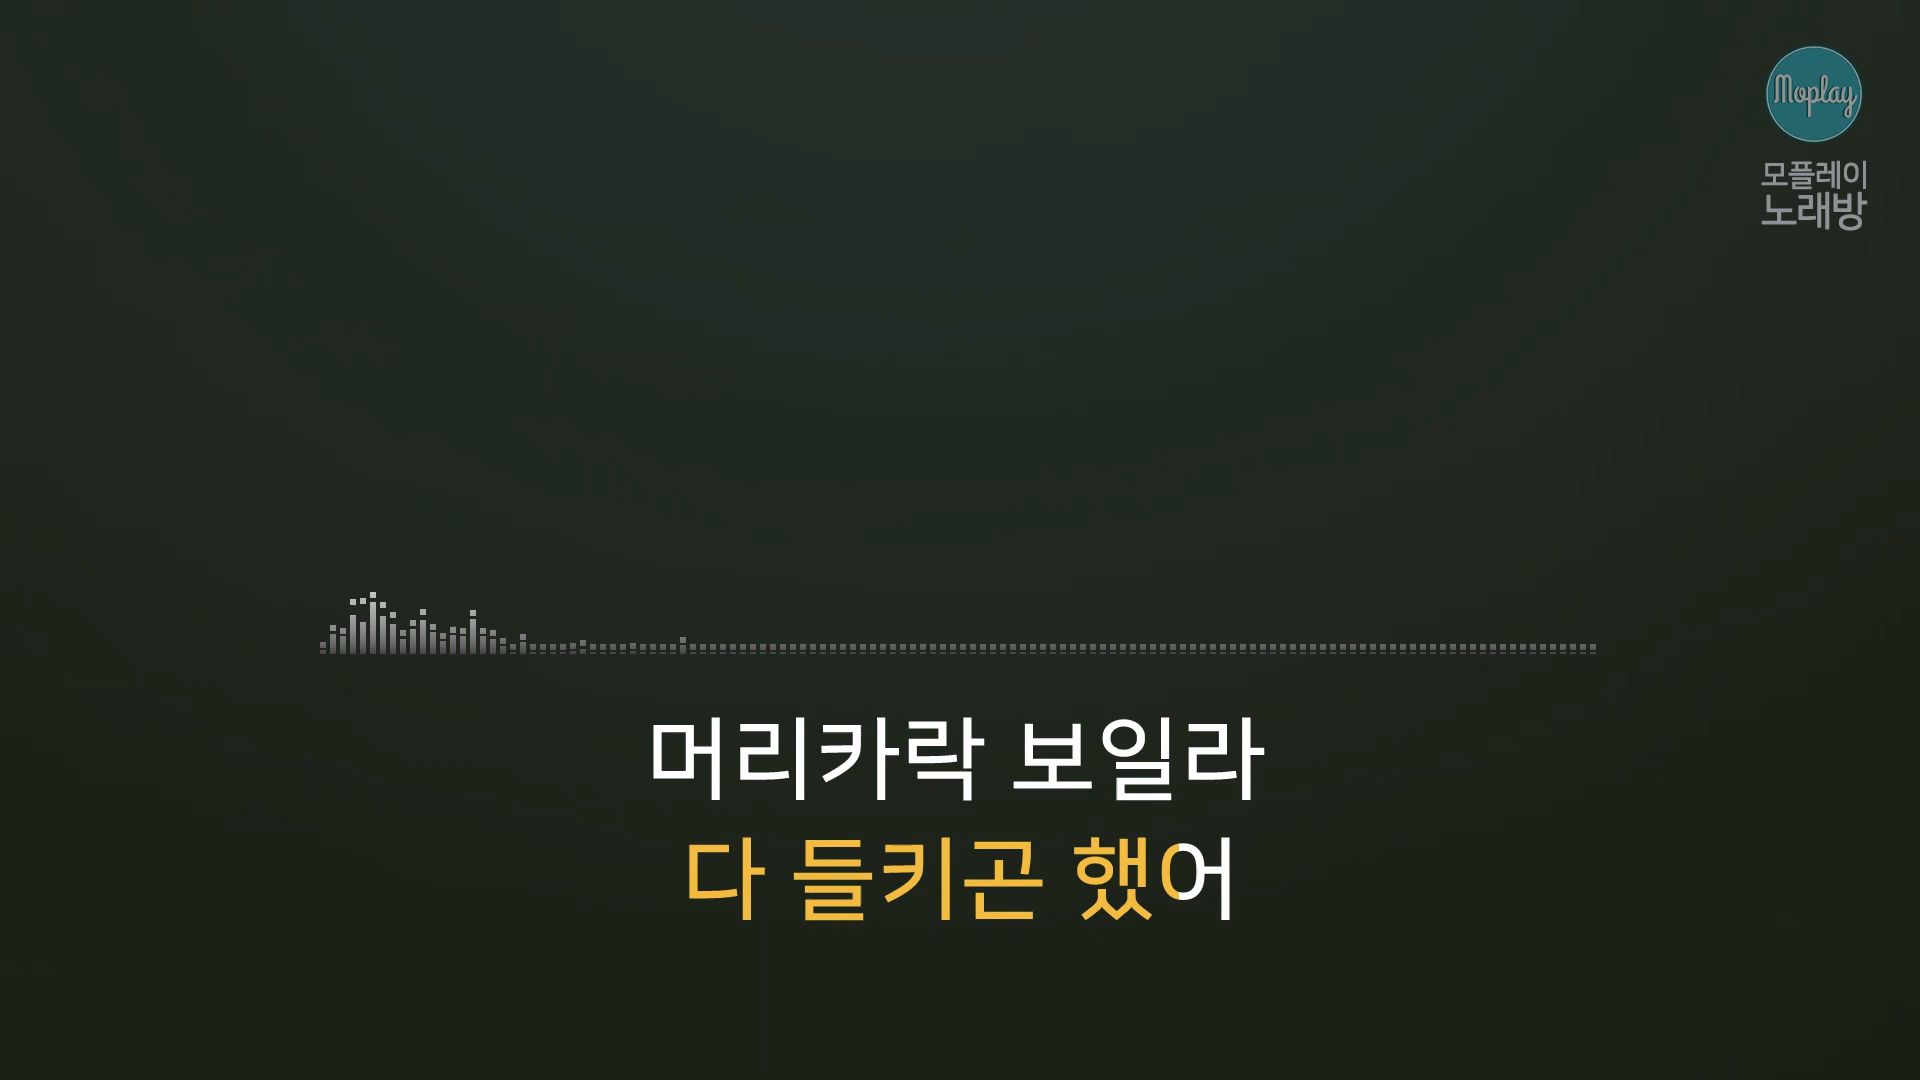 Moplay
모플레이
노래방
머리카락 보일라
다 들키곤 했어